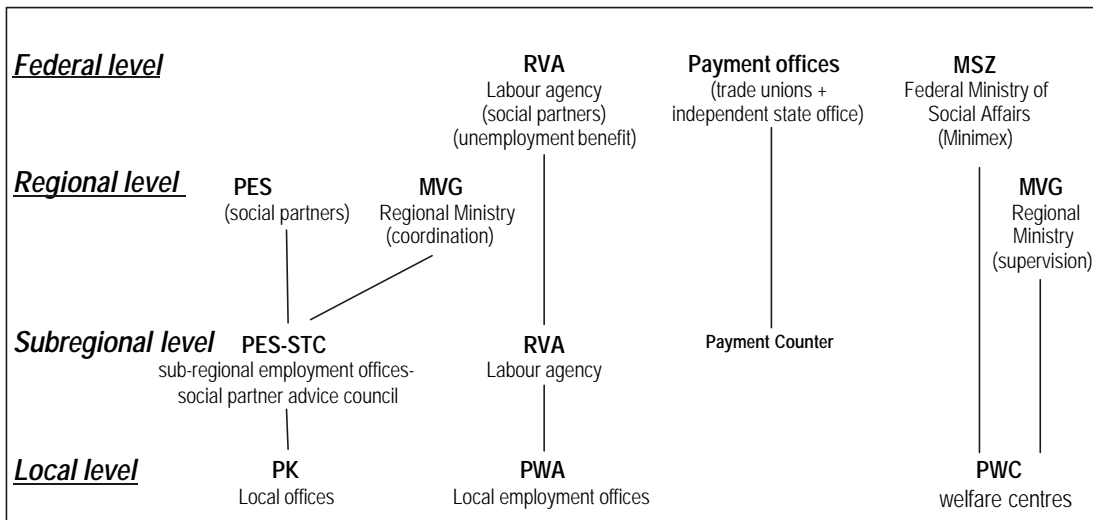 Federal level
RVA
Labour agency
(social partners)
(unemployment benefit)
Payment offices
(trade unions +
independent state office)
MSZ
Federal Ministry of
Social Affairs
(Minimex)
Regional level
PES
(social partners)
MVG
Regional Ministry
(coordination)
MVG
Regional
Ministry
(supervision)
Subregional level
PES-STC
sub-regional employment offices-
social partner advice council
RVA
Labour agency
Payment Counter
Local level
PK
Local offices
PWA
Local employment offices
PWC
welfare centres